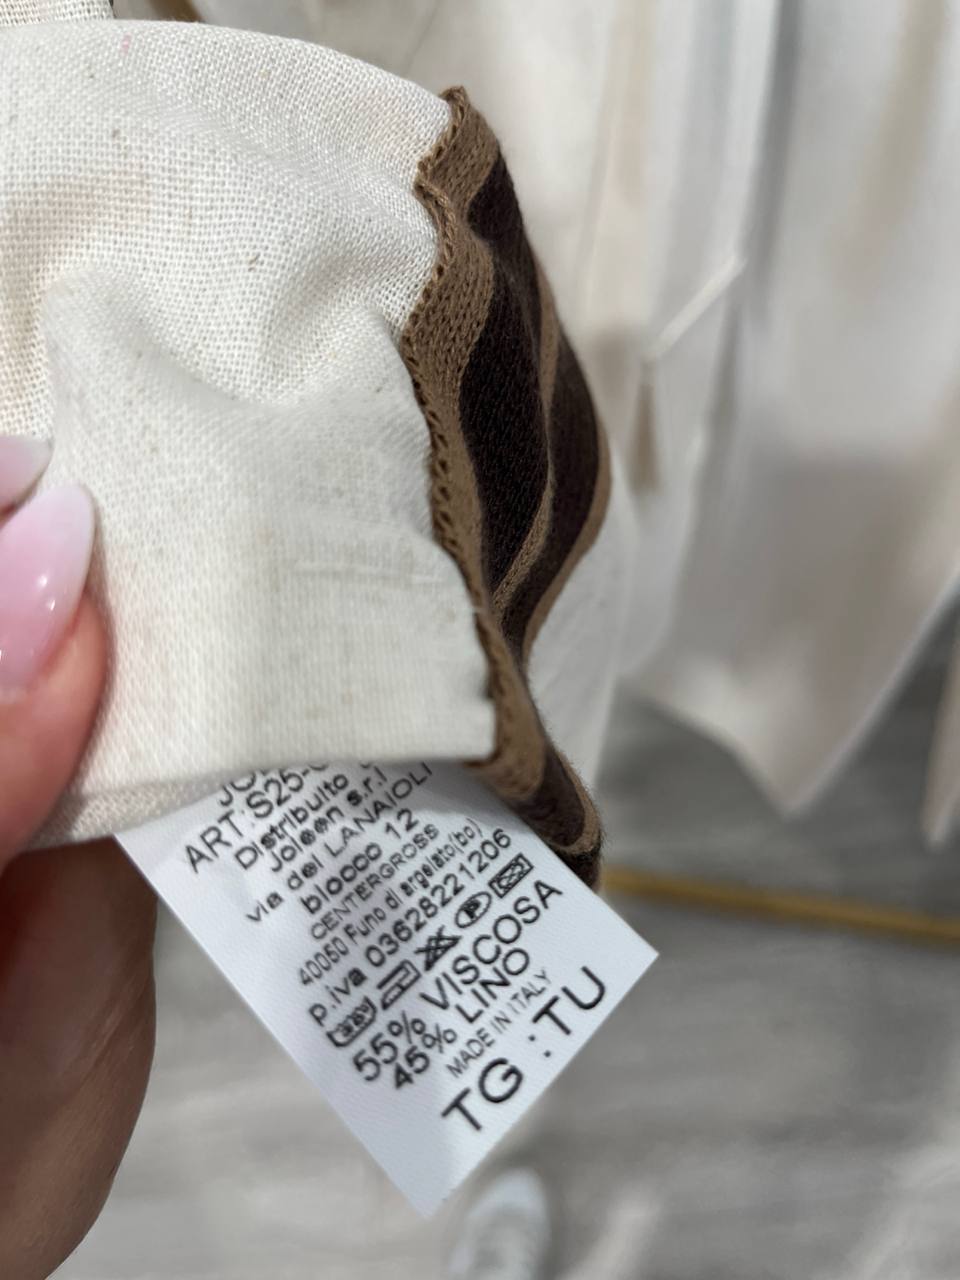 ART:S25-
Distribuito
Joleen s.r.l
via dei LANAIOLI
blocco 12
CENTERGROSS
40050 Funo di argelato(bo)
p.iva 03628221206
55% VISCOSA
45% LINO
MADE IN ITALY
TG : TU